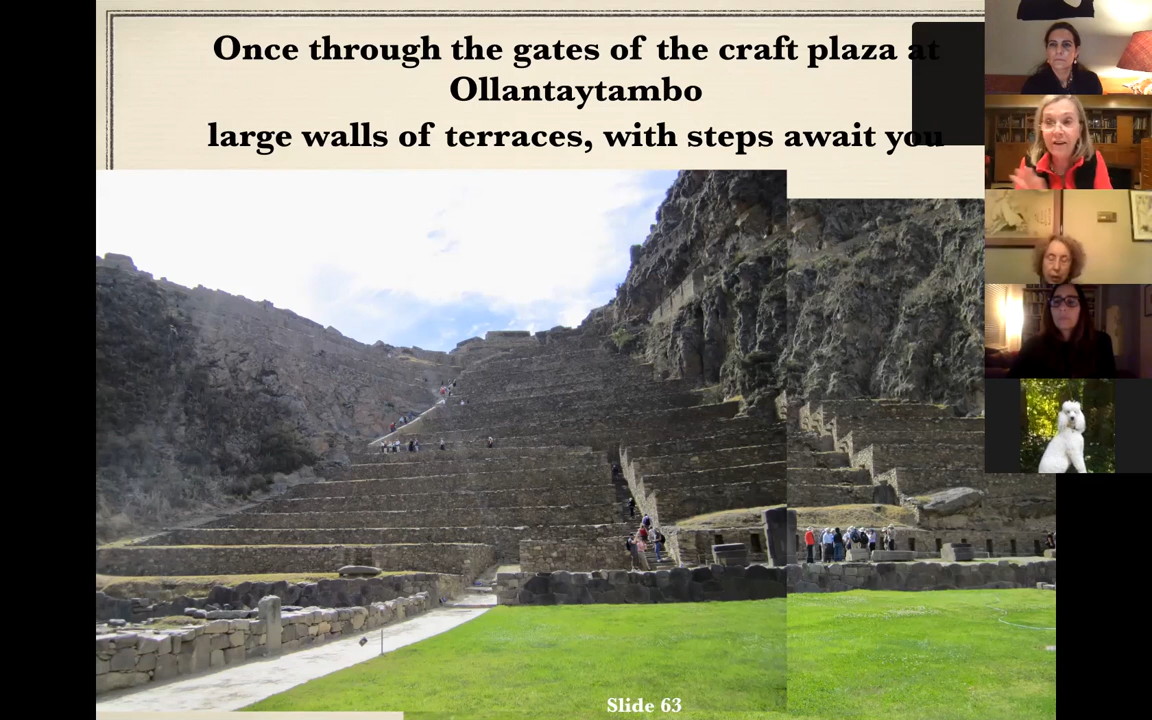 Once through the gates of the craft plaza at
Ollantaytambo
large walls of terraces, with steps await you
Slide 63